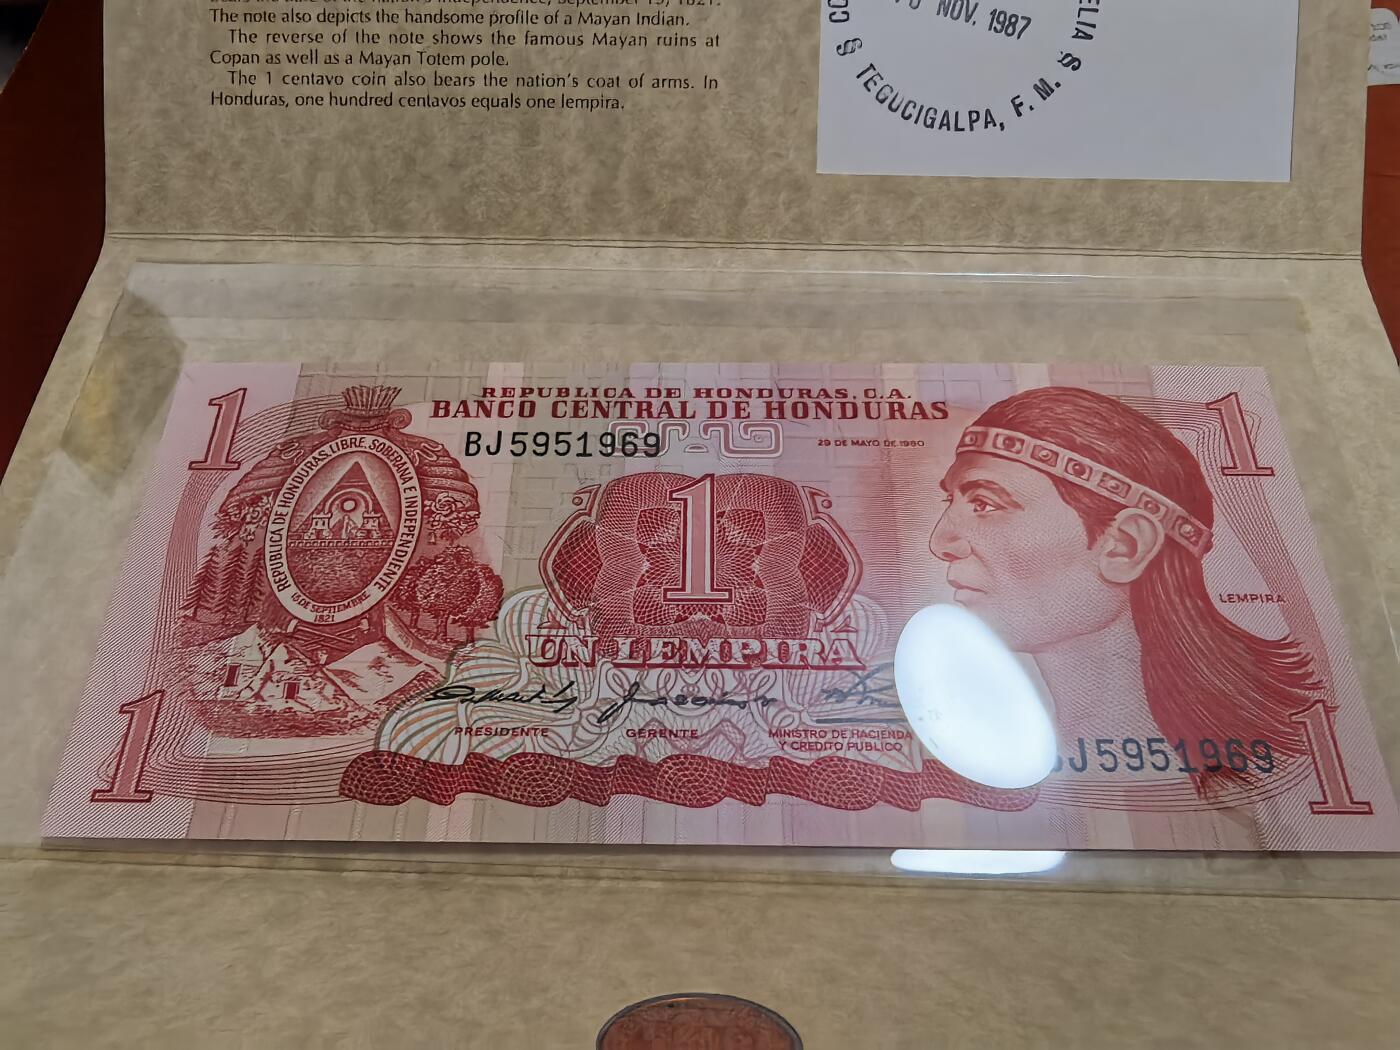 The note also depicts the handsome profile of a Mayan Indian.
The reverse of the note shows the famous Mayan ruins at
Copan as well as a Mayan Totem pole.
The 1 centavo coin also bears the nation's coat of arms. In
Honduras, one hundred centavos equals one lempira.
NOV. 1987
TEGUCIGALPA, F. M.
1
1
REPUBLICA DE HONDURAS, C.A.
BANCO CENTRAL DE HONDURAS
BJ5951969
29 DE MAYO DE 1980
REPUBLICA DE HONDURAS, LIBRE, SOBERANA E INDEPENDIENTE
15 DE SEPTIEMBRE
1821
1
LEMPIRA
UN LEMPIRA
PRESIDENTE
GERENTE
MINISTRO DE HACIENDA
Y CREDITO PUBLICO
BJ5951969
1
1